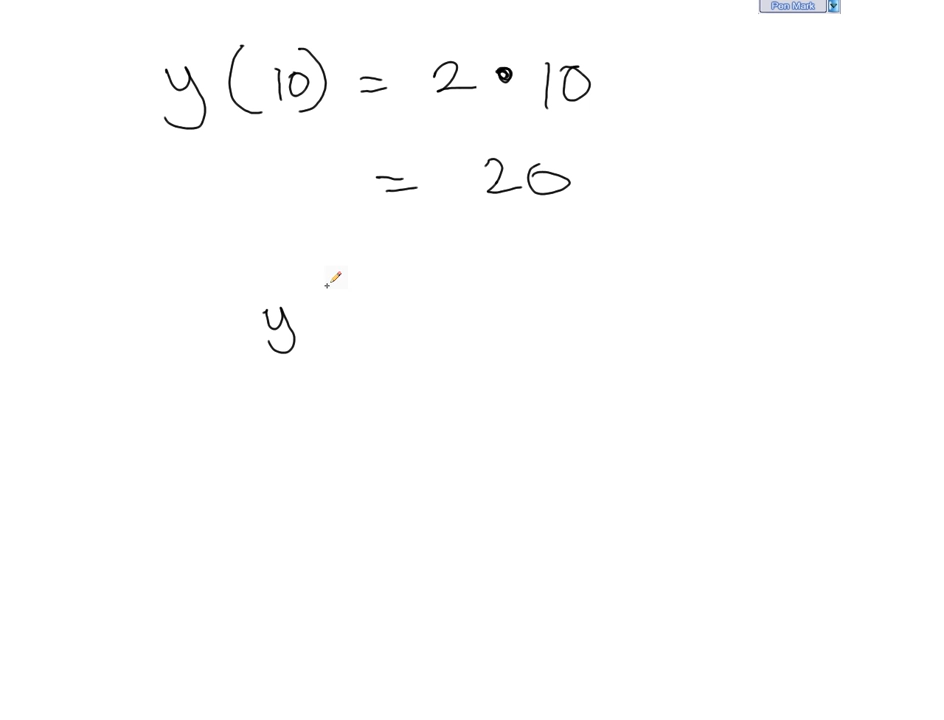 Pen Mark
y(10) = 2 • 10
= 20
y